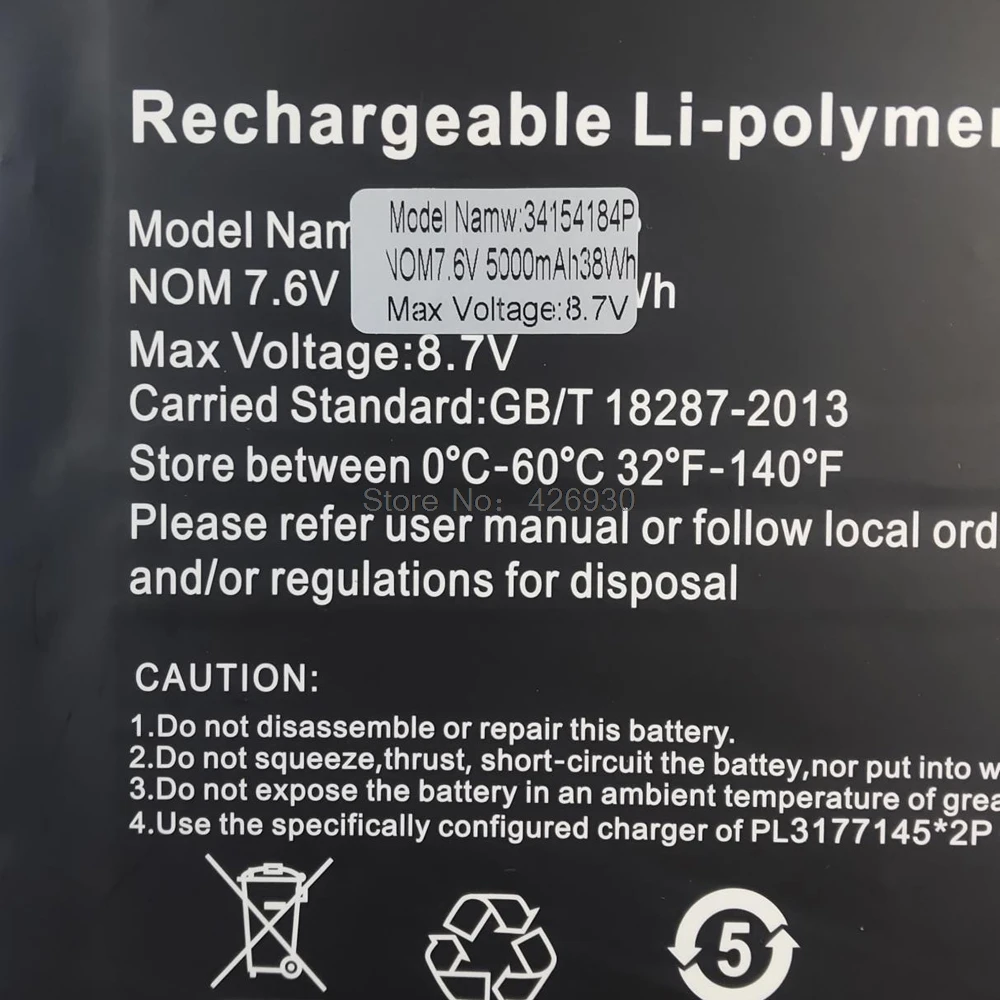 Rechargeable Li-polymer
Model Nam
Model Namw:34154184P
NOM 7.6V
NOM7.6V 5000mAh38Wh
Wh
Max Voltage:8.7V
Max Voltage:8.7V
Carried Standard:GB/T 18287-2013
Store between 0°C-60°C 32°F-140°F
Store No: 426930
Please refer user manual or follow local ord
and/or regulations for disposal
CAUTION:
1.Do not disassemble or repair this battery.
2.Do not squeeze,thrust, short-circuit the battey,nor put into w
3.Do not expose the battery in an ambient temperature of grea
4.Use the specifically configured charger of PL3177145*2P
5